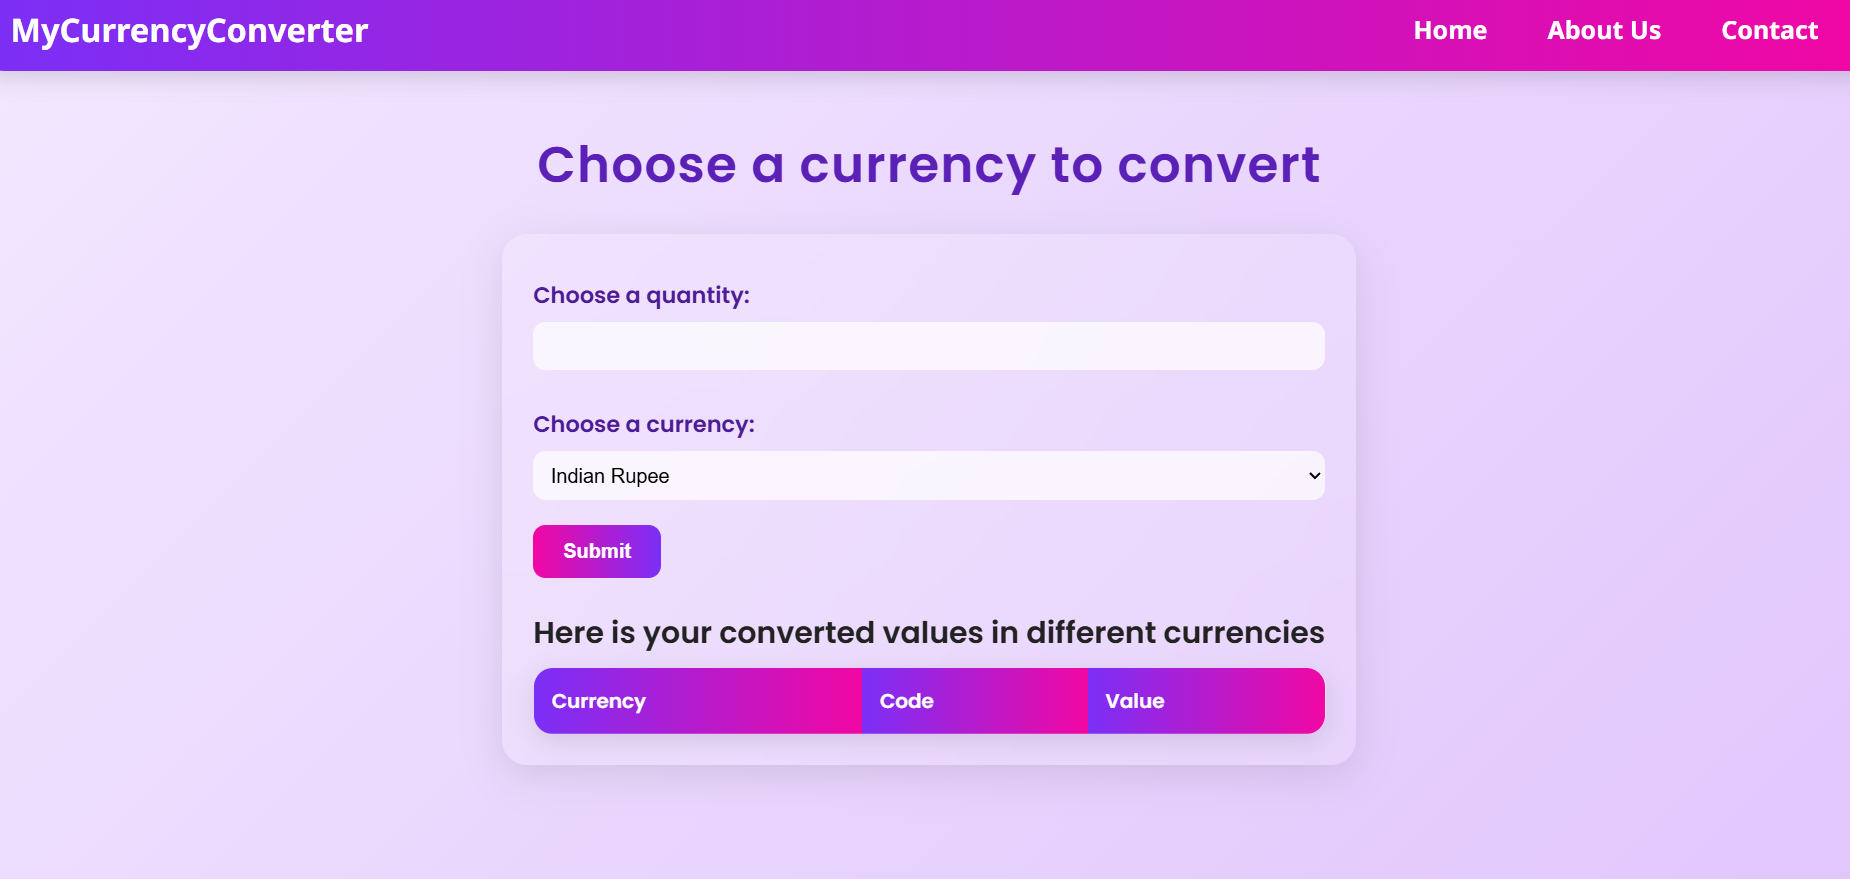 MyCurrencyConverter Home About Us Contact
Choose a currency to convert
Choose a quantity:
Choose a currency:
Indian Rupee
Submit
Here is your converted values in different currencies
Currency Code Value